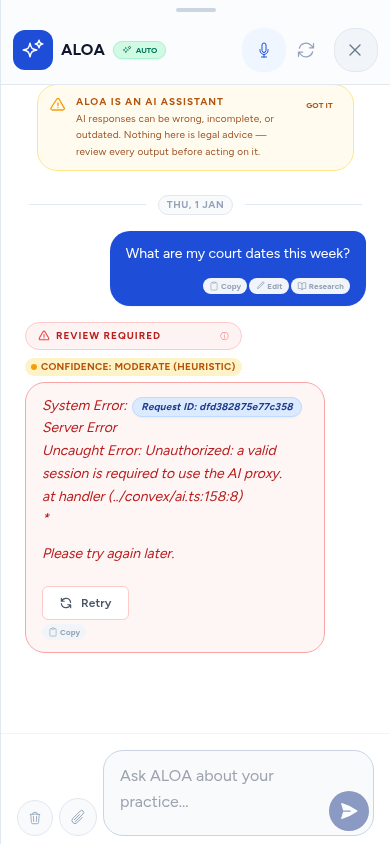 ALOA AUTO
ALOA IS AN AI ASSISTANT GOT IT
AI responses can be wrong, incomplete, or
outdated. Nothing here is legal advice —
review every output before acting on it.
THU, 1 JAN
What are my court dates this week?
Copy Edit Research
REVIEW REQUIRED
CONFIDENCE: MODERATE (HEURISTIC)
System Error: Request ID: dfd382875e77c358
Server Error
Uncaught Error: Unauthorized: a valid
session is required to use the AI proxy.
at handler (../convex/ai.ts:158:8)
*
Please try again later.
Retry
Copy
Ask ALOA about your
practice...